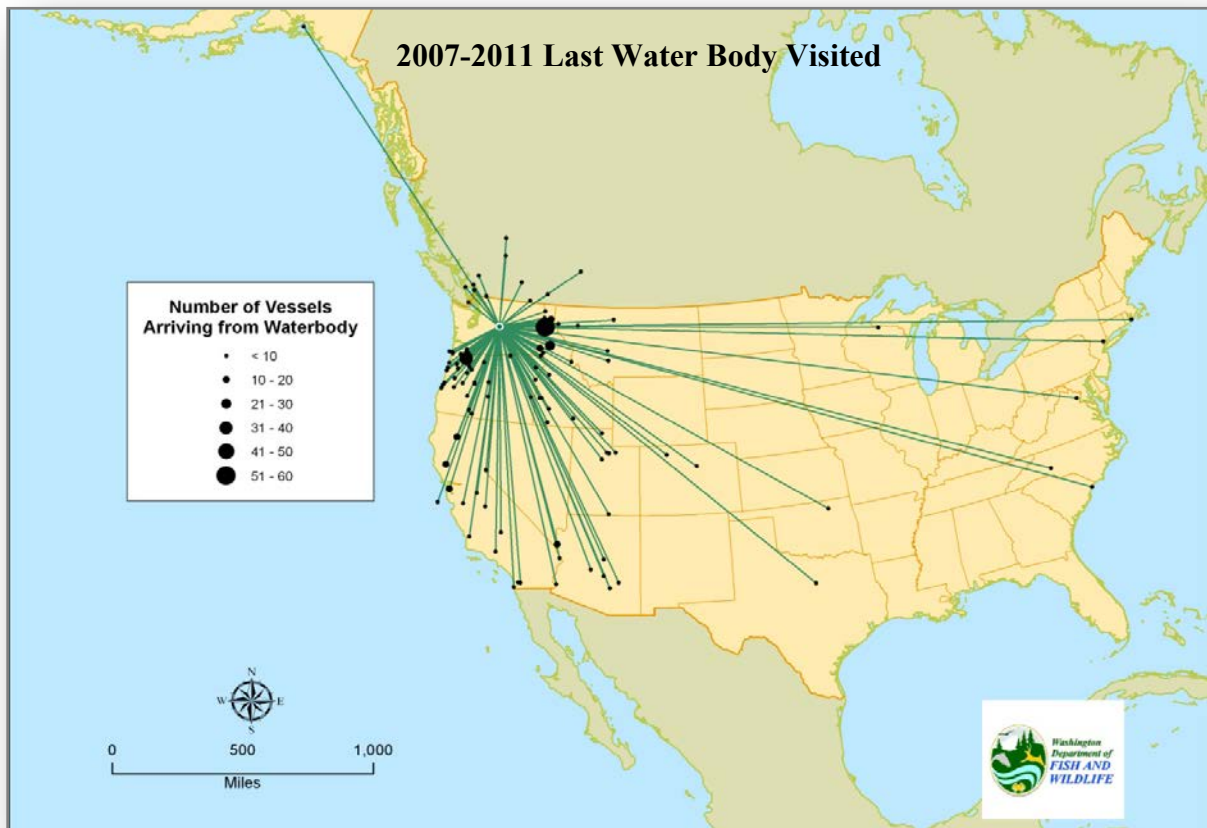 2007-2011 Last Water Body Visited
Number of Vessels
Arriving from Waterbody
< 10
10 - 20
21 - 30
31 - 40
41 - 50
51 - 60
N
W E
S
0 500 1,000
Miles
Washington
Department of
FISH AND
WILDLIFE